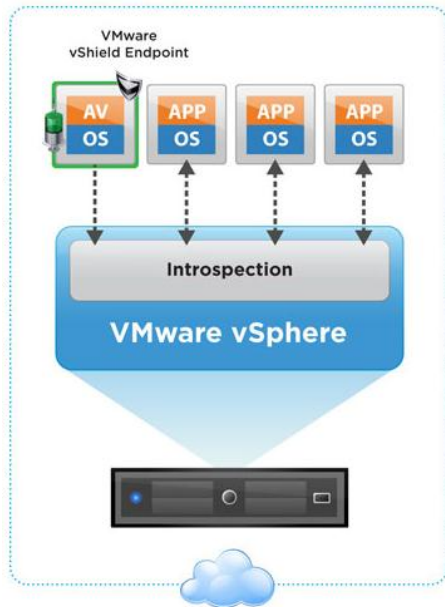 VMware
vShield Endpoint
AV
OS
APP
OS
APP
OS
APP
OS
Introspection
VMware vSphere